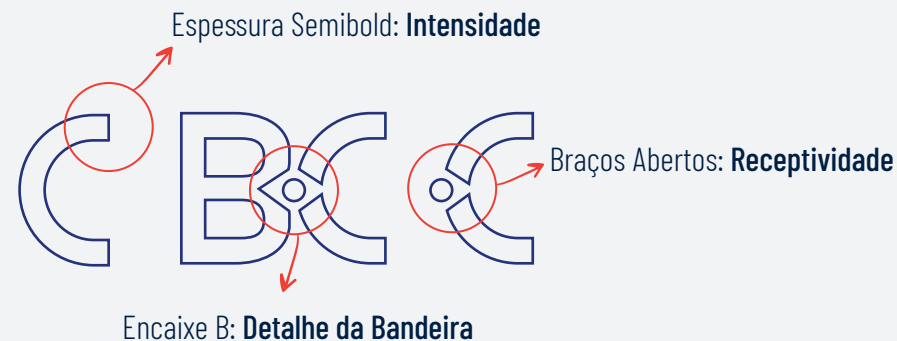 Espessura Semibold: Intensidade
C B C C
Braços Abertos: Receptividade
Encaixe B: Detalhe da Bandeira